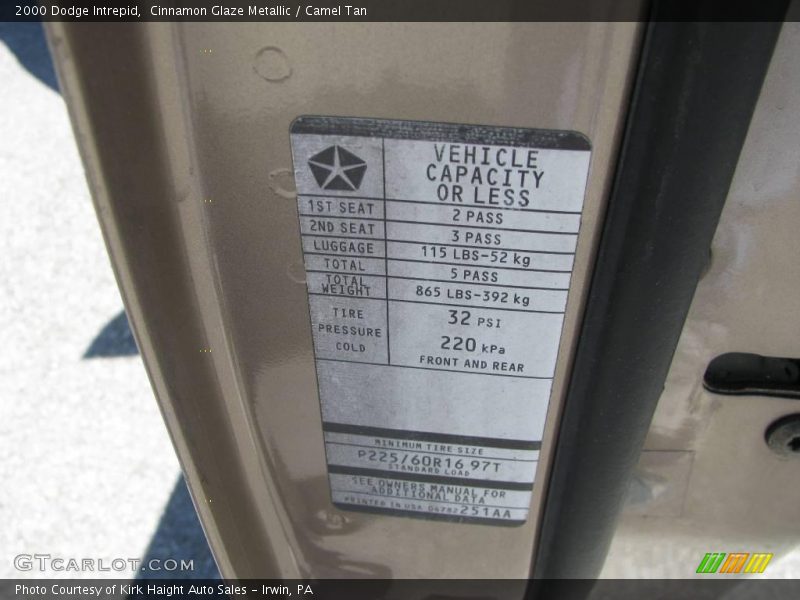 2000 Dodge Intrepid,  Cinnamon Glaze Metallic / Camel Tan
VEHICLE
CAPACITY
OR LESS
1ST SEAT 2 PASS
2ND SEAT 3 PASS
LUGGAGE 115 LBS-52 kg
TOTAL 5 PASS
TOTAL
WEIGHT 865 LBS-392 kg
TIRE
PRESSURE
COLD
32 PSI
220 kPa
FRONT AND REAR
MINIMUM TIRE SIZE
P225/60R16 97T
STANDARD LOAD
SEE OWNERS MANUAL FOR
ADDITIONAL DATA
PRINTED IN USA 04782251AA
GTCARLOT.COM
Photo Courtesy of Kirk Haight Auto Sales - Irwin, PA